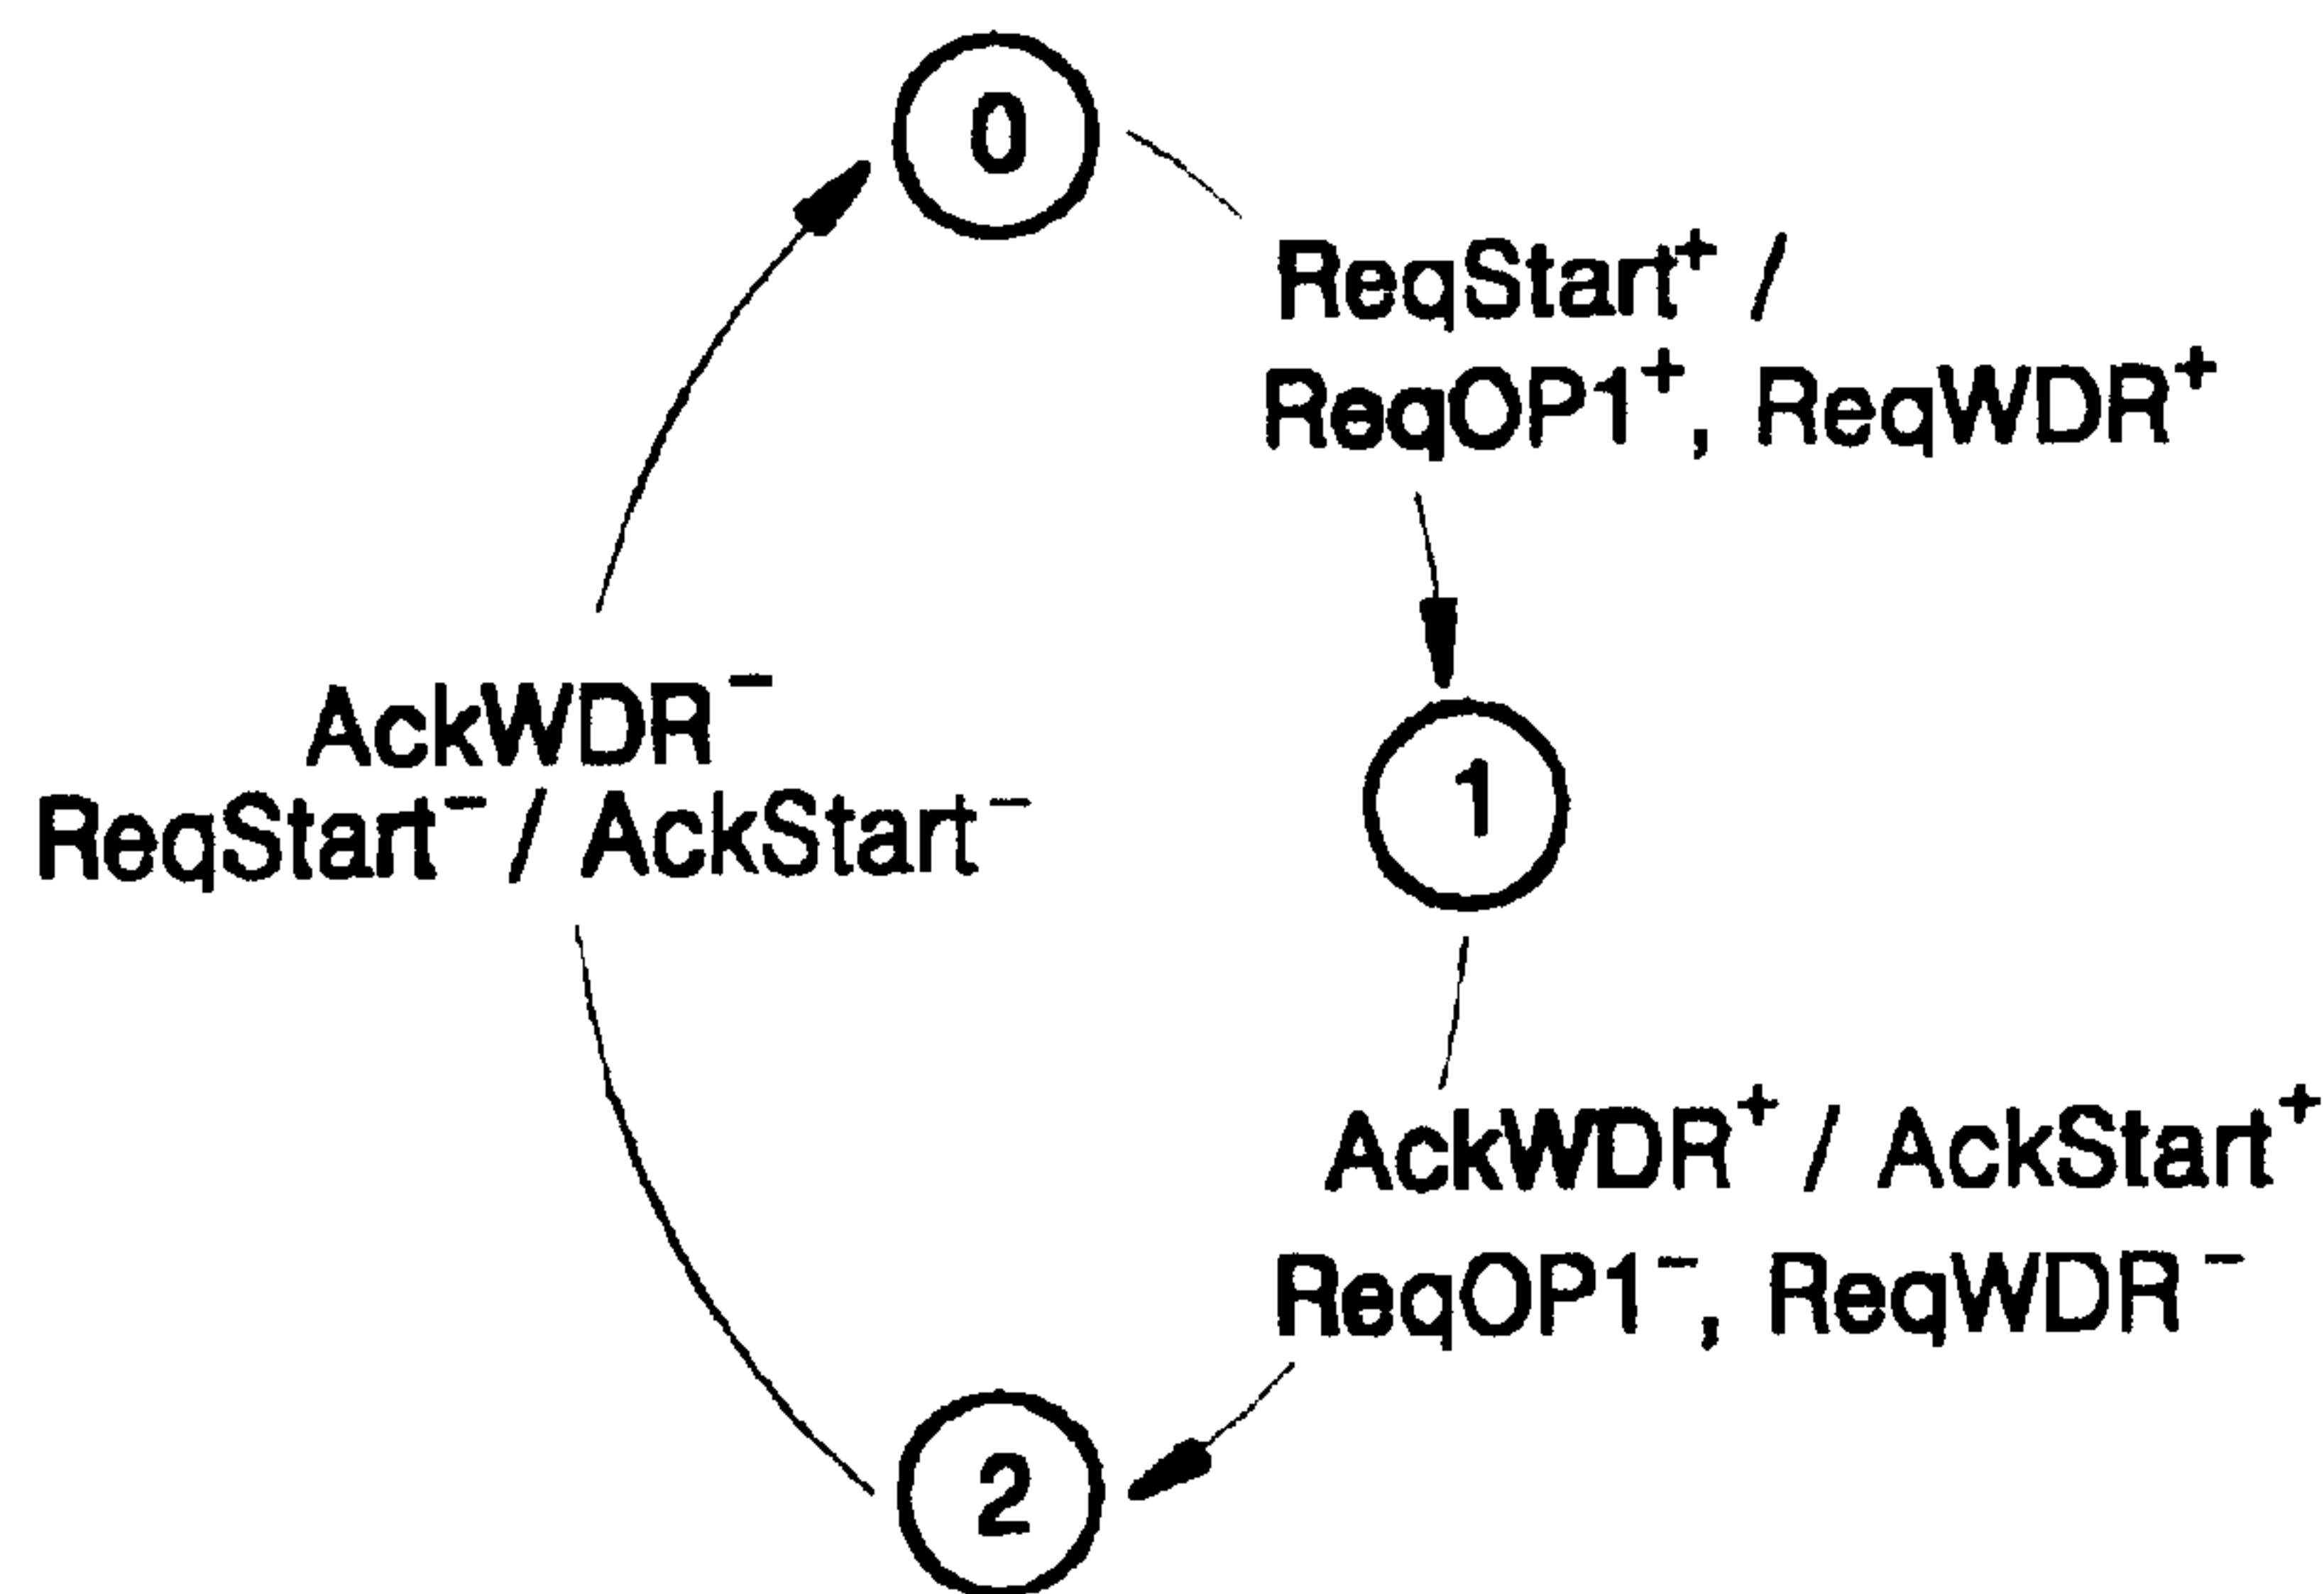 0
ReqStart⁺ /
ReqOP1⁺, ReqWDR⁺
AckWDR⁻
ReqStart⁻ / AckStart⁻
1
AckWDR⁺ / AckStart⁺
ReqOP1⁻, ReqWDR⁻
2